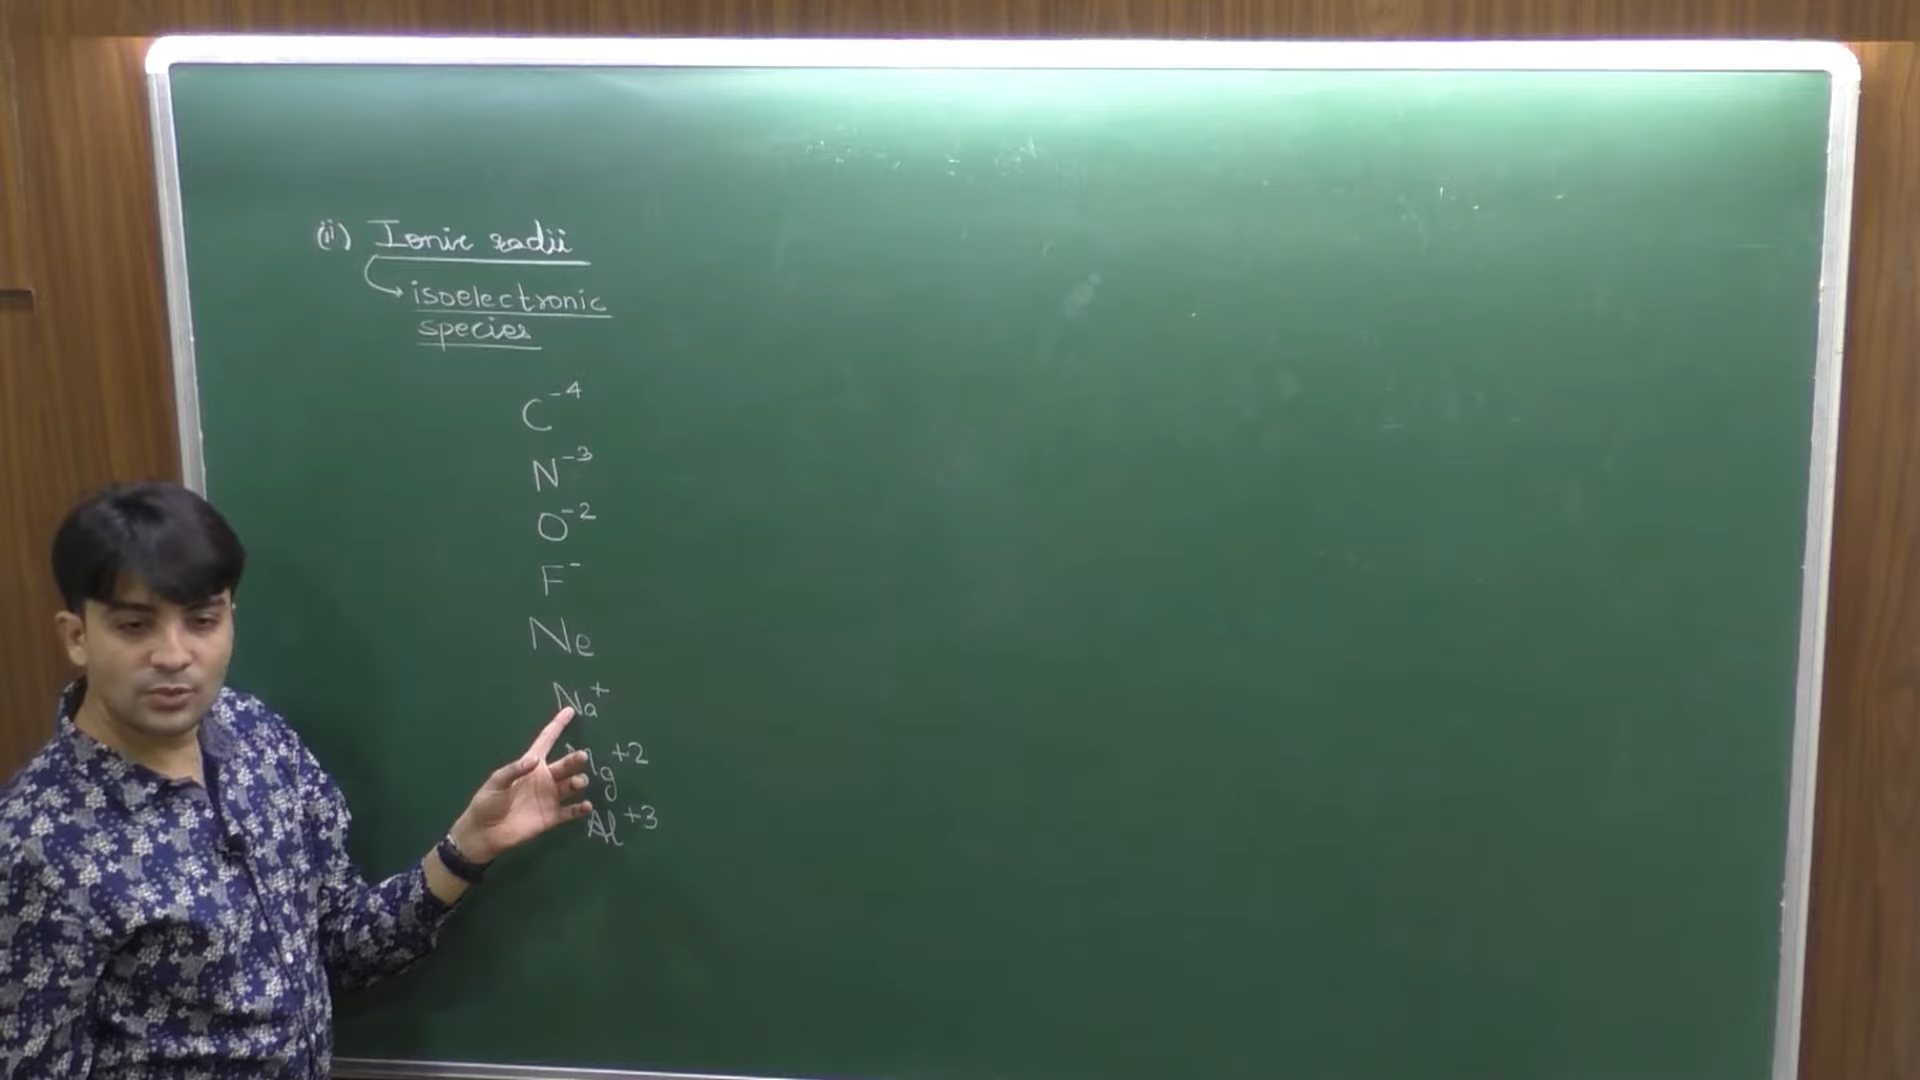 (ii) Ionic radii
isoelectronic
species
C⁻⁴
N⁻³
O⁻²
F⁻
Ne
Na⁺
Mg⁺²
Al⁺³